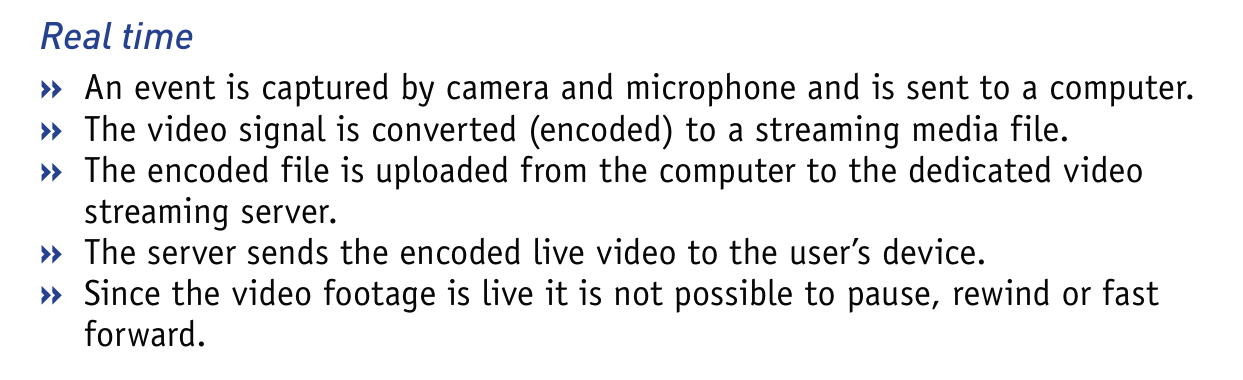 Real time
» An event is captured by camera and microphone and is sent to a computer.
» The video signal is converted (encoded) to a streaming media file.
» The encoded file is uploaded from the computer to the dedicated video
streaming server.
» The server sends the encoded live video to the user’s device.
» Since the video footage is live it is not possible to pause, rewind or fast
forward.